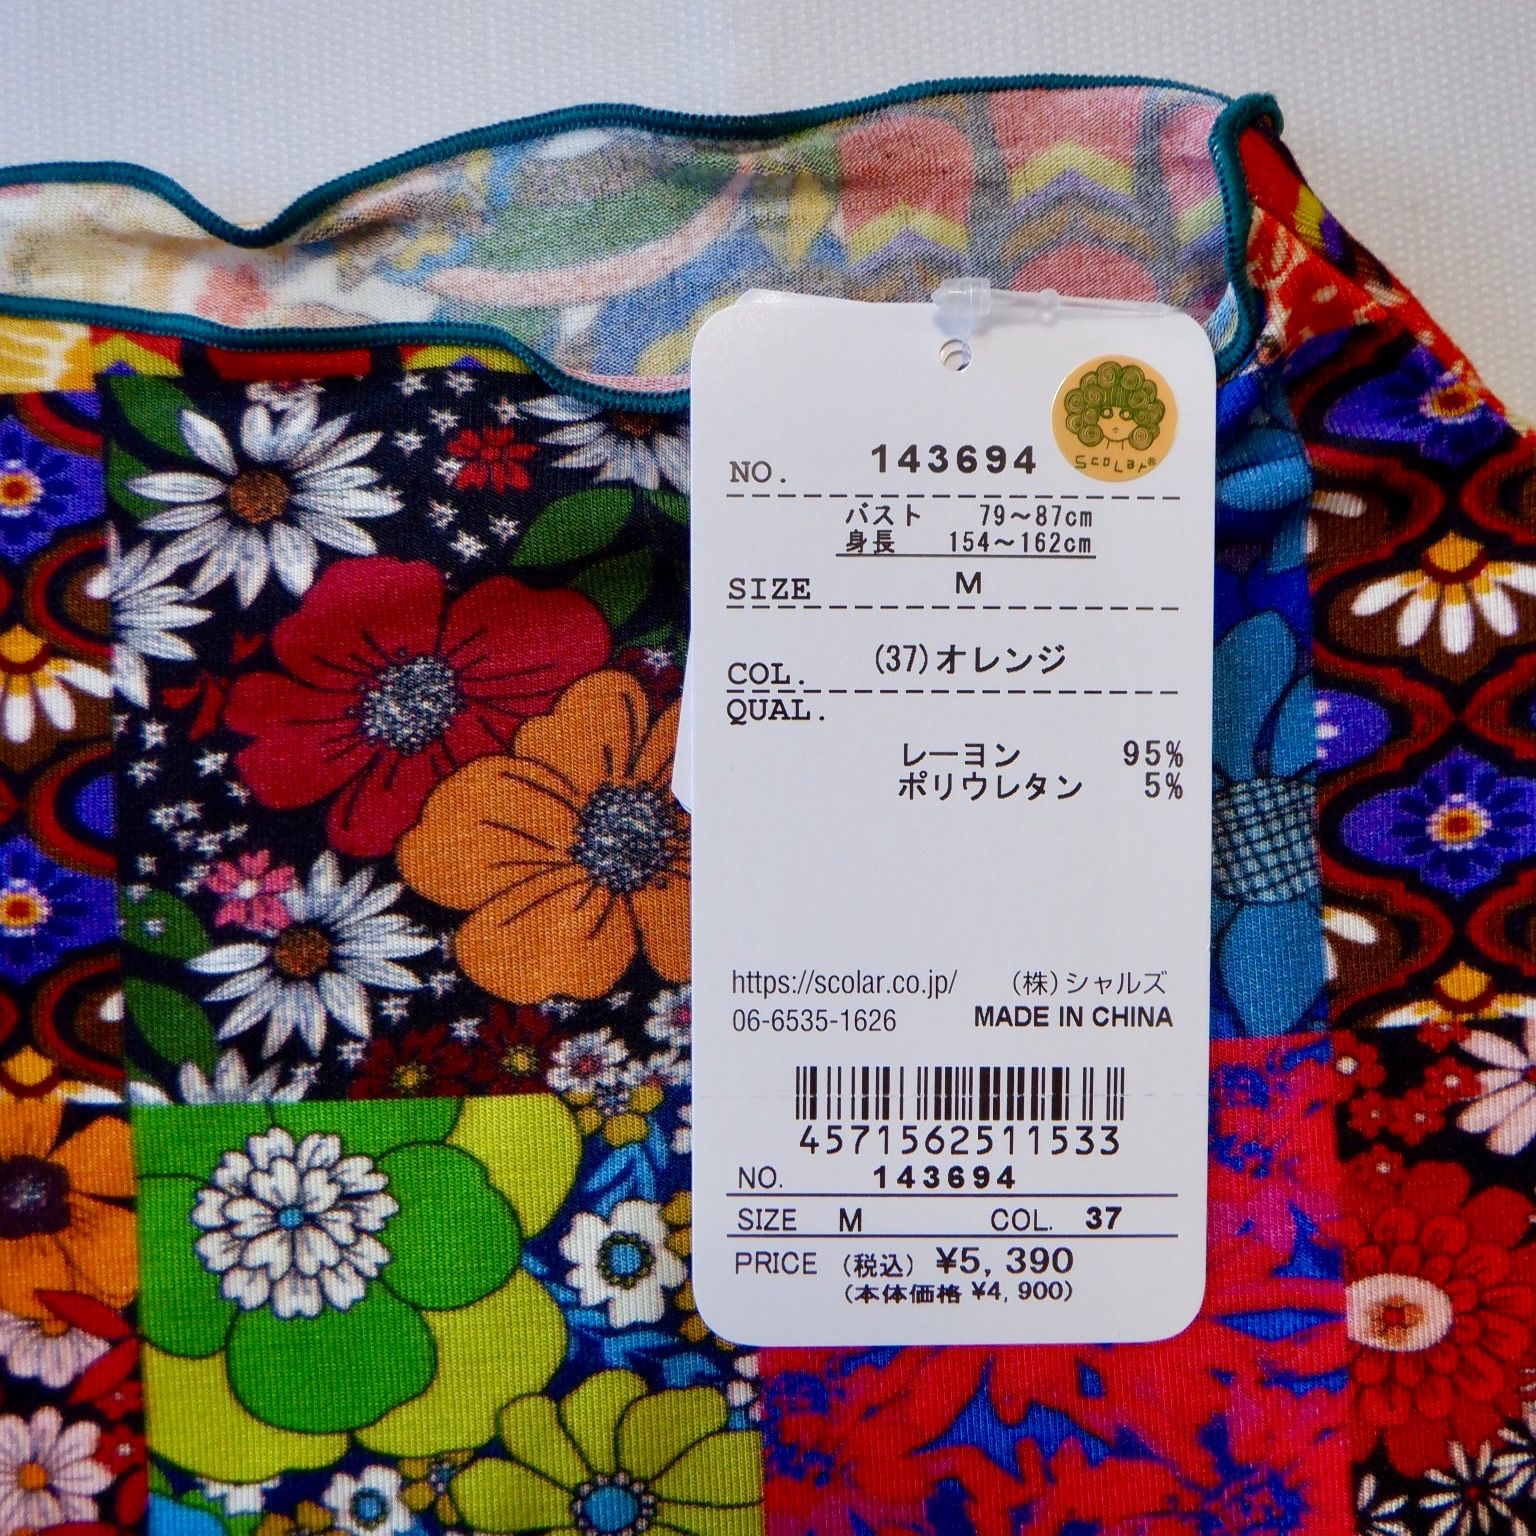 ScoLar®
NO. 143694
バスト 79～87cm
身長 154～162cm
SIZE M
COL. (37)オレンジ
QUAL.
レーヨン 95%
ポリウレタン 5%
https://scolar.co.jp/ (株)シャルズ
06-6535-1626 MADE IN CHINA
4571562511533
NO. 143694
SIZE M COL. 37
PRICE (税込) ¥5,390
(本体価格 ¥4,900)